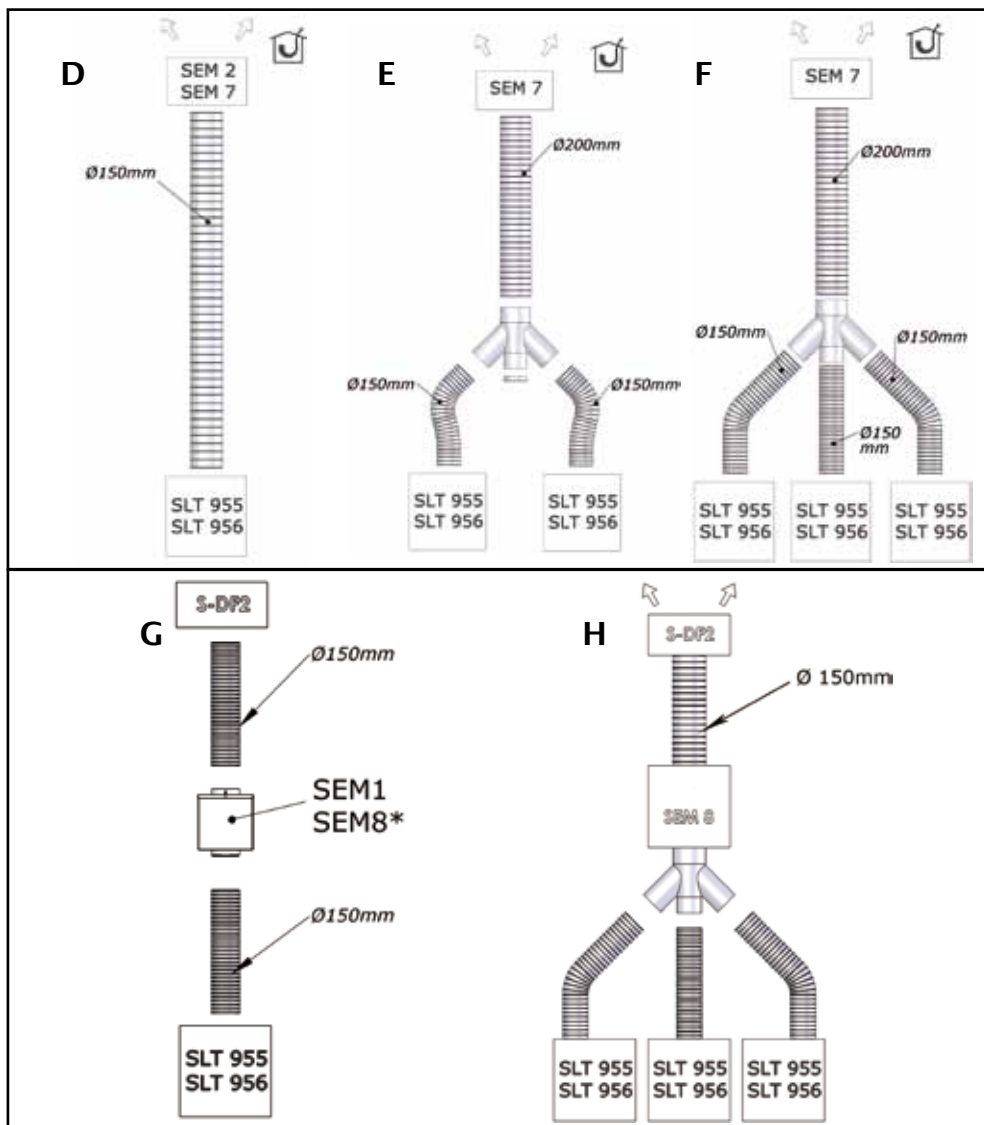 D
SEM 2
SEM 7
Ø150mm
SLT 955
SLT 956
E
SEM 7
Ø200mm
Ø150mm
Ø150mm
SLT 955
SLT 956
SLT 955
SLT 956
F
SEM 7
Ø200mm
Ø150mm
Ø150mm
Ø150
mm
SLT 955
SLT 956
SLT 955
SLT 956
SLT 955
SLT 956
G
S-DF2
Ø150mm
SEM1
SEM8*
Ø150mm
SLT 955
SLT 956
H
S-DF2
Ø 150mm
SEM 8
SLT 955
SLT 956
SLT 955
SLT 956
SLT 955
SLT 956